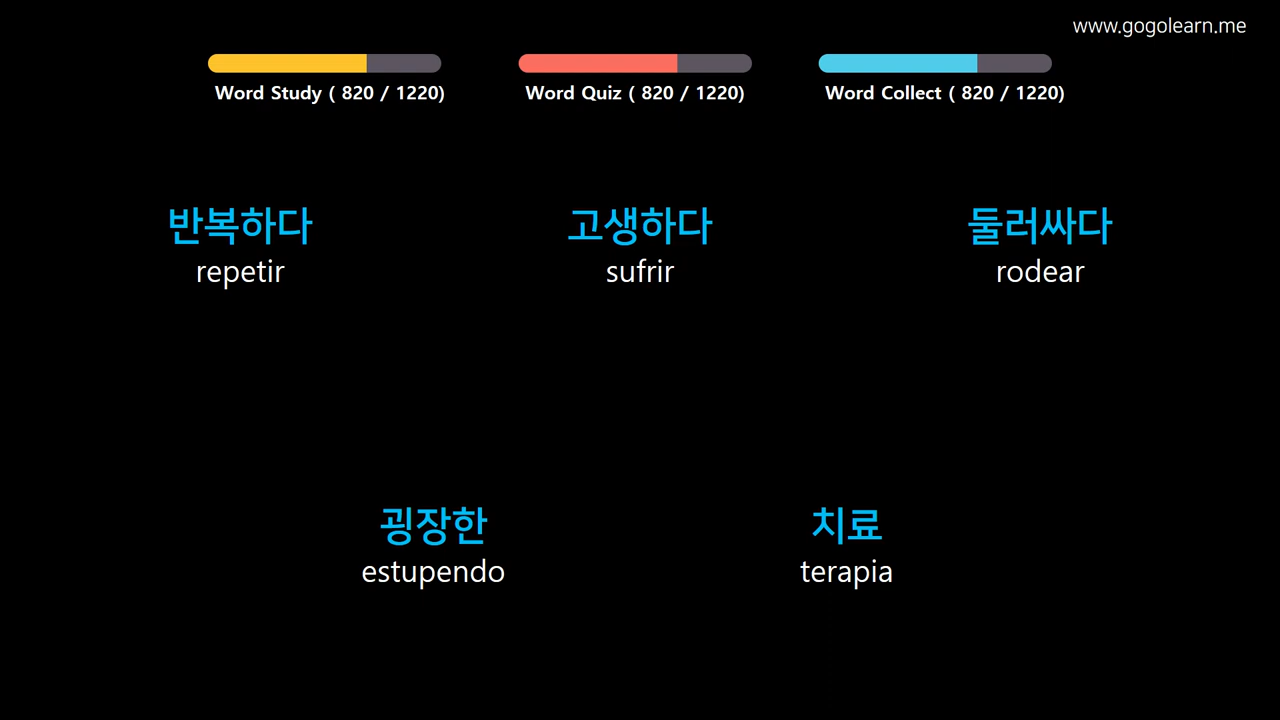 www.gogolearn.me
Word Study ( 820 / 1220)
Word Quiz ( 820 / 1220)
Word Collect ( 820 / 1220)
반복하다
repetir
고생하다
sufrir
둘러싸다
rodear
굉장한
estupendo
치료
terapia